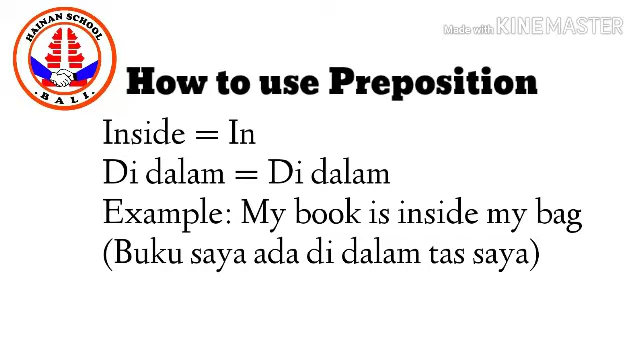 HAINAN SCHOOL
BALI
Made with KINEMASTER
How to use Preposition
Inside = In
Di dalam = Di dalam
Example: My book is inside my bag
(Buku saya ada di dalam tas saya)